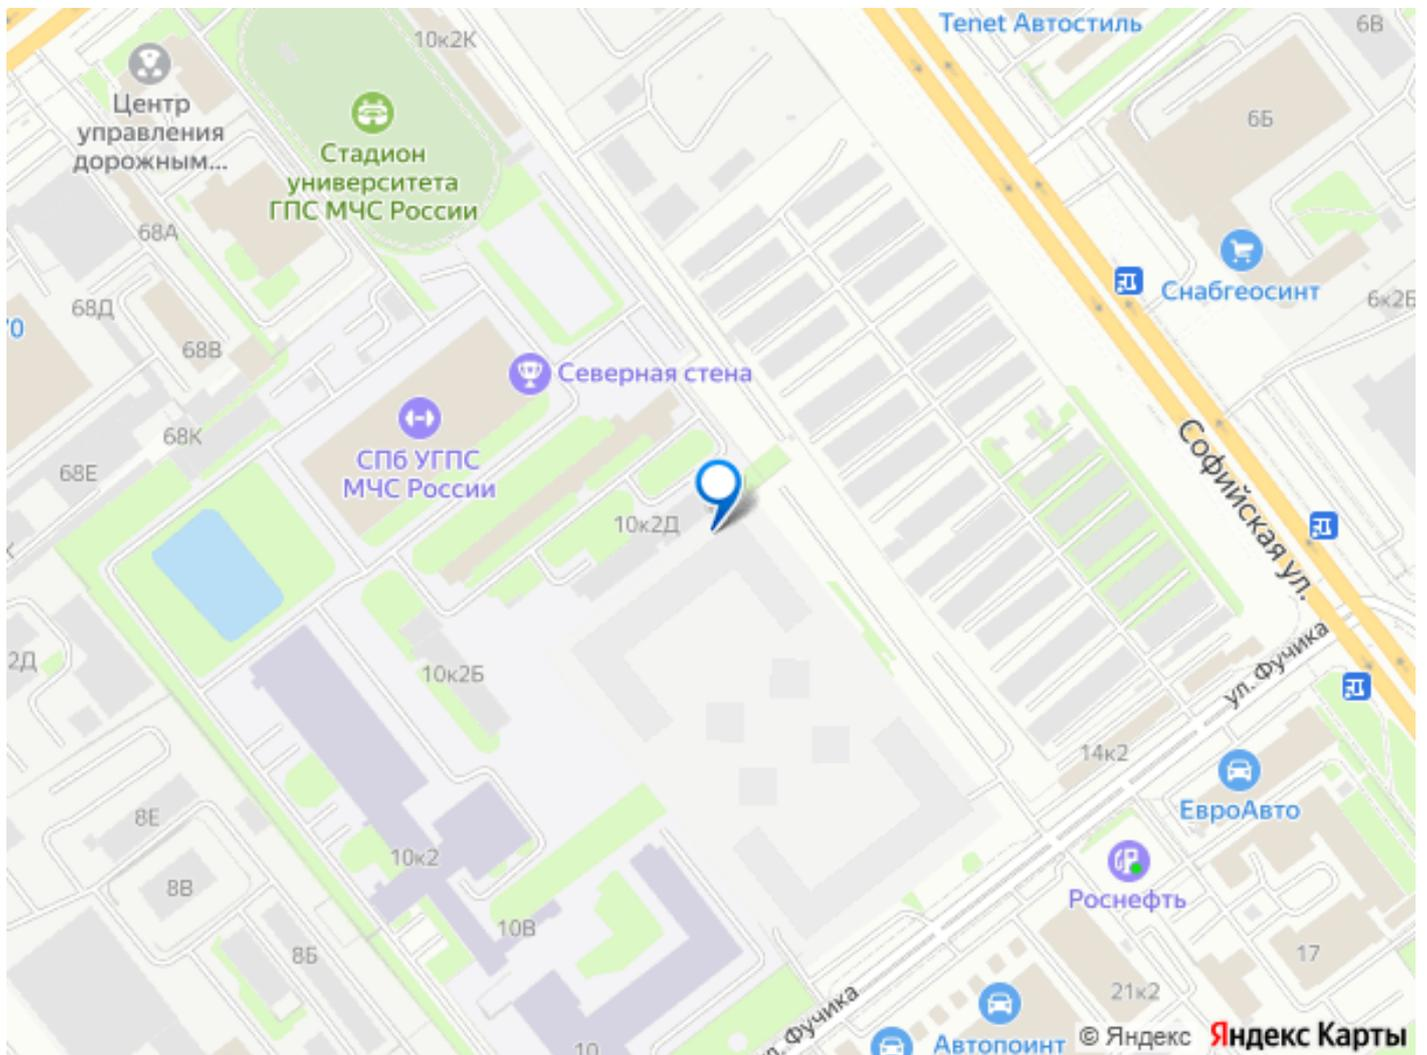 Tenet Автостиль
6В
10к2К
Центр
управления
дорожным...
6Б
Стадион
университета
ГПС МЧС России
68А
Снабгеосинт
6к2Б
68Д
70
68В
Северная стена
68К
СПб УГПС
МЧС России
68Е
Софийская ул.
10к2Д
2Д
10к2Б
ул. Фучика
14к2
ЕвроАвто
8Е
10к2
8В
Роснефть
10В
8Б
17
21к2
ул. Фучика
Автопоинт
10
© Яндекс
Яндекс Карты